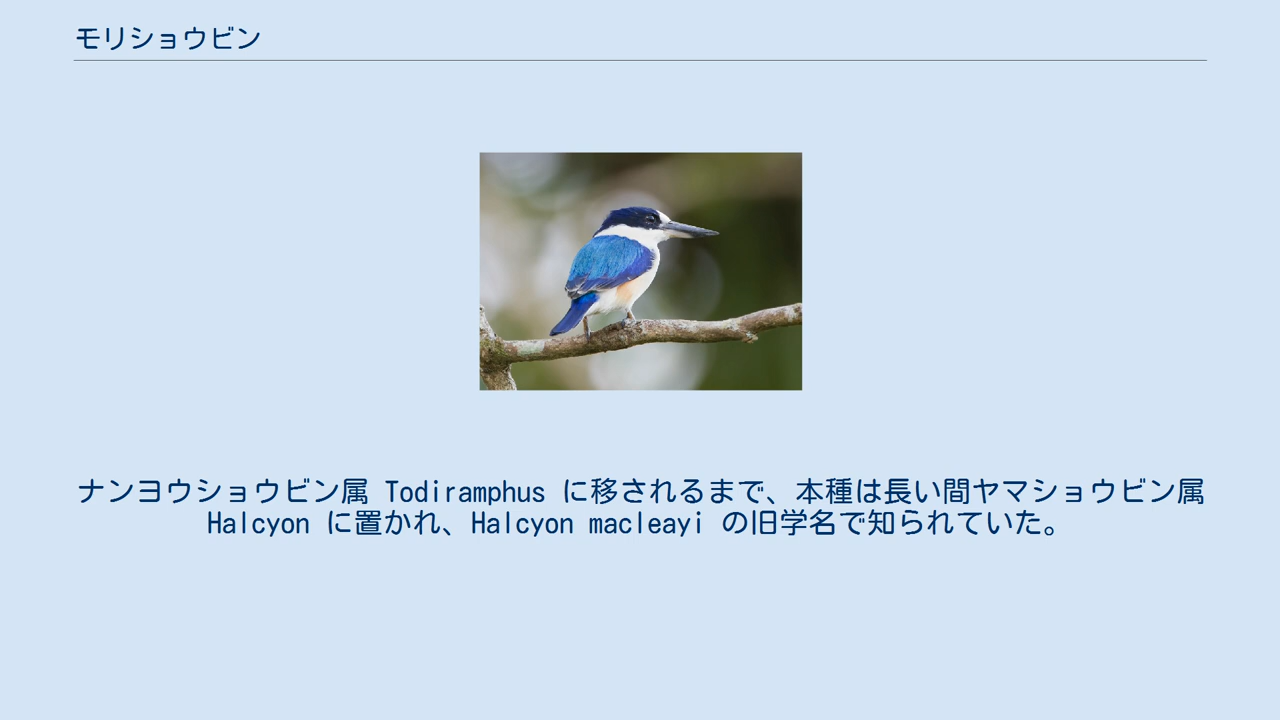 モリショウビン
ナンヨウショウビン属 Todiramphus に移されるまで、本種は長い間ヤマショウビン属
Halcyon に置かれ、Halcyon macleayi の旧学名で知られていた。